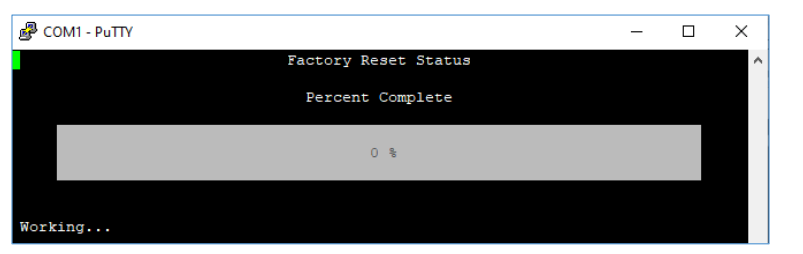 COM1 - PuTTY
Factory Reset Status
Percent Complete
0 %
Working...